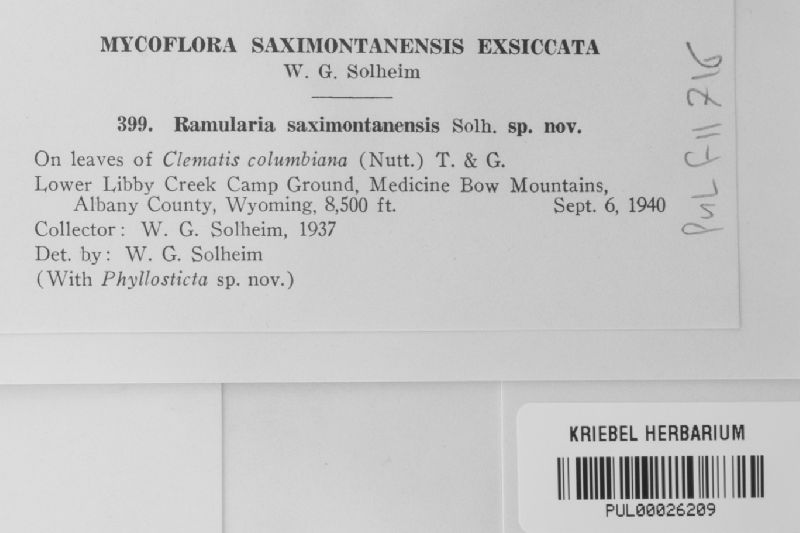 MYCOFLORA SAXIMONTANENSIS EXSICCATA
W. G. Solheim
399. Ramularia saximontanensis Solh. sp. nov.
On leaves of Clematis columbiana (Nutt.) T. & G.
Lower Libby Creek Camp Ground, Medicine Bow Mountains,
Albany County, Wyoming, 8,500 ft. Sept. 6, 1940
Collector: W. G. Solheim, 1937
Det. by: W. G. Solheim
(With Phyllosticta sp. nov.)
PUL F11 716
KRIEBEL HERBARIUM
PUL00026209